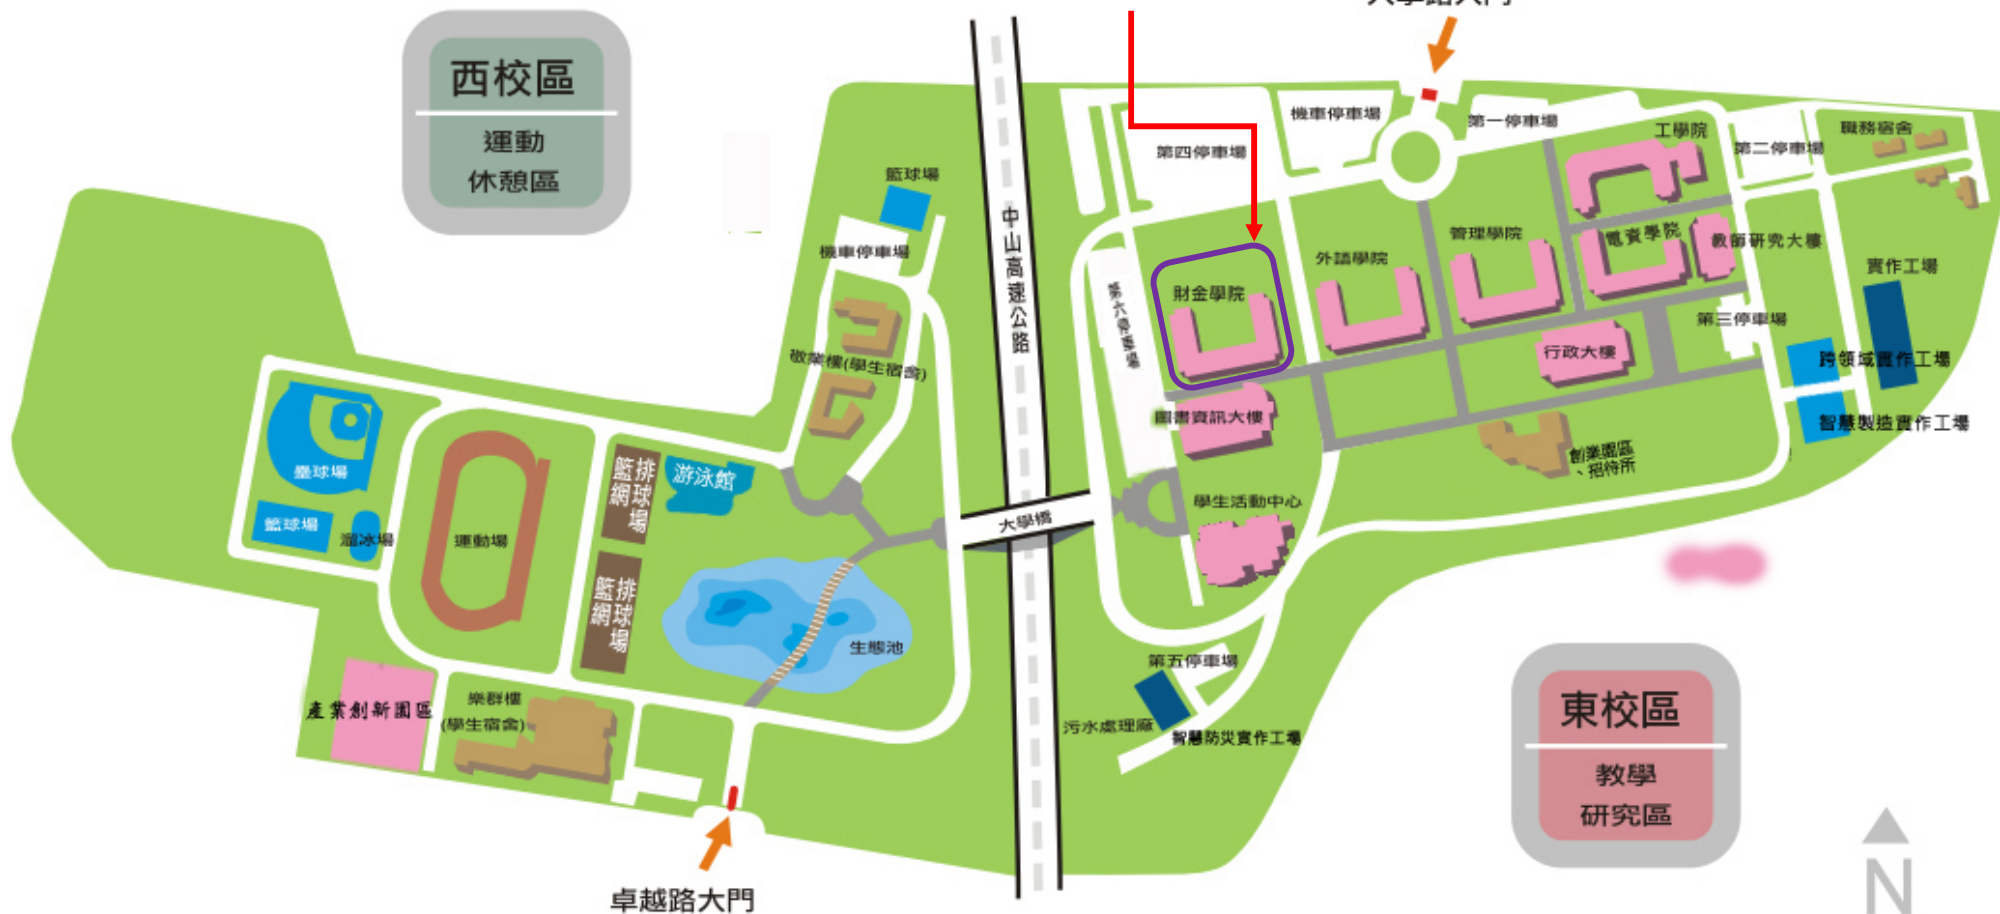 大學路大門
西校區
運動
休憩區
籃球場
機車停車場
敬業樓(學生宿舍)
中山高速公路
第四停車場
機車停車場
第一停車場
工學院
第二停車場
職務宿舍
財金學院
外語學院
管理學院
電資學院
教師研究大樓
實作工場
第六停車場
第三停車場
行政大樓
跨領域實作工場
智慧製造實作工場
圖書資訊大樓
創業園區
、招待所
學生活動中心
大學橋
壘球場
籃球場
溜冰場
運動場
排球場
籃網
游泳館
排球場
籃網
生態池
產業創新園區
樂群樓
(學生宿舍)
第五停車場
污水處理廠
智慧防災實作工場
卓越路大門
東校區
教學
研究區
N